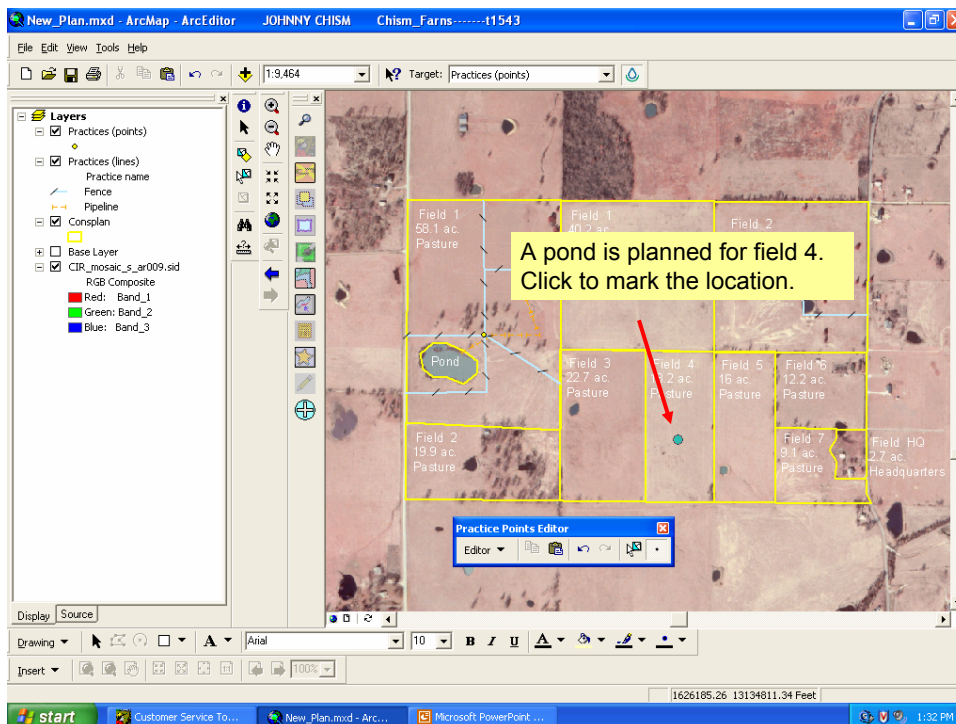 New_Plan.mxd - ArcMap - ArcEditor JOHNNY CHISM Chism_Farns-------t1543
File Edit View Tools Help
1:9,464 Target: Practices (points)
Layers
Practices (points)
Practices (lines)
Practice name
Fence
Pipeline
Consplan
Base Layer
CIR_mosaic_s_ar009.sid
RGB Composite
Red: Band_1
Green: Band_2
Blue: Band_3
Display Source
Field 1
58.1 ac.
Pasture
Field 1
40.2 ac.
Field 2
A pond is planned for field 4.
Click to mark the location.
Pond
Field 3
22.7 ac.
Pasture
Field 4
Pasture
Field 5
16 ac.
Pasture
Field 6
12.2 ac.
Pasture
Field 2
19.9 ac.
Pasture
Field 7
9.1 ac.
Pasture
Field HQ
2.7 ac.
Headquarters
Practice Points Editor
Editor
Drawing A Arial 10 B I U A
Insert 100%
1626185.26 13134811.34 Feet
start Customer Service To... New_Plan.mxd - Arc... Microsoft PowerPoint ... 1:32 PM